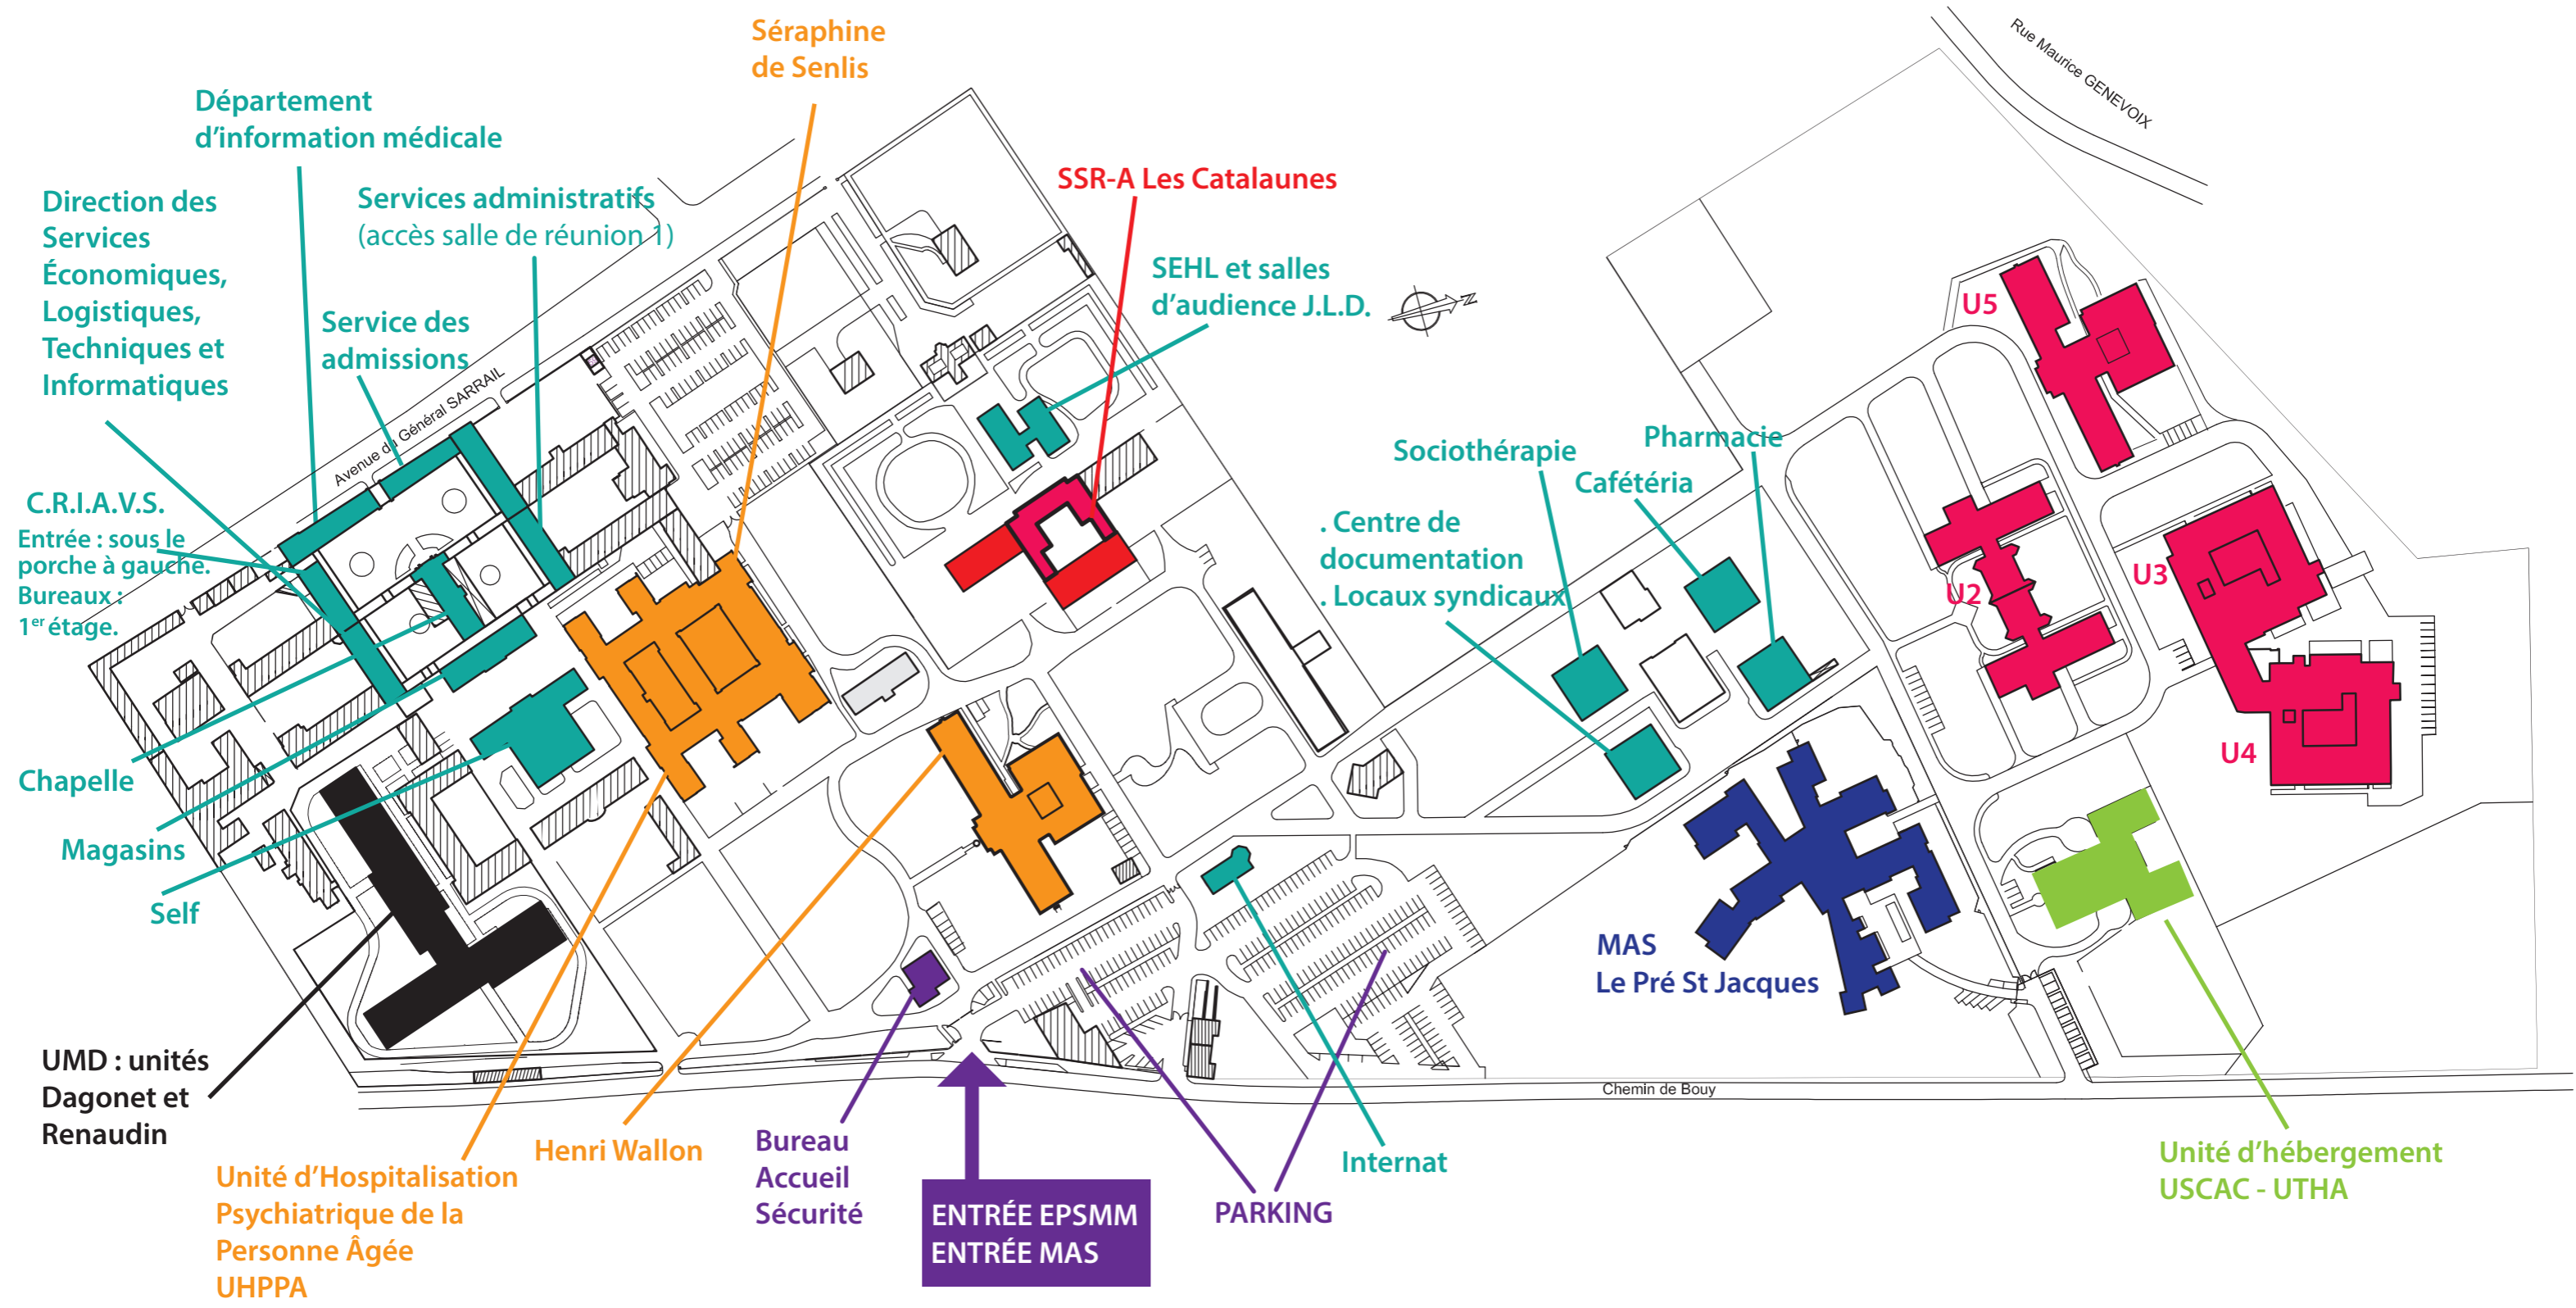 Séraphine
de Senlis
Rue Maurice GENEVOIX
Département
d'information médicale
SSR-A Les Catalaunes
Direction des
Services
Économiques,
Logistiques,
Techniques et
Informatiques
Services administratifs
(accès salle de réunion 1)
SEHL et salles
d'audience J.L.D.
N
Service des
admissions
U5
Avenue du Général SARRAIL
Sociothérapie
Pharmacie
Cafétéria
C.R.I.A.V.S.
Entrée : sous le
porche à gauche.
Bureaux :
1er étage.
. Centre de
documentation
. Locaux syndicaux
U2
U3
U4
Chapelle
Magasins
Self
MAS
Le Pré St Jacques
UMD : unités
Dagonet et
Renaudin
Chemin de Bouy
Henri Wallon
Bureau
Accueil
Sécurité
Internat
Unité d'hébergement
USCAC - UTHA
Unité d'Hospitalisation
Psychiatrique de la
Personne Âgée
UHPPA
ENTRÉE EPSMM
ENTRÉE MAS
PARKING